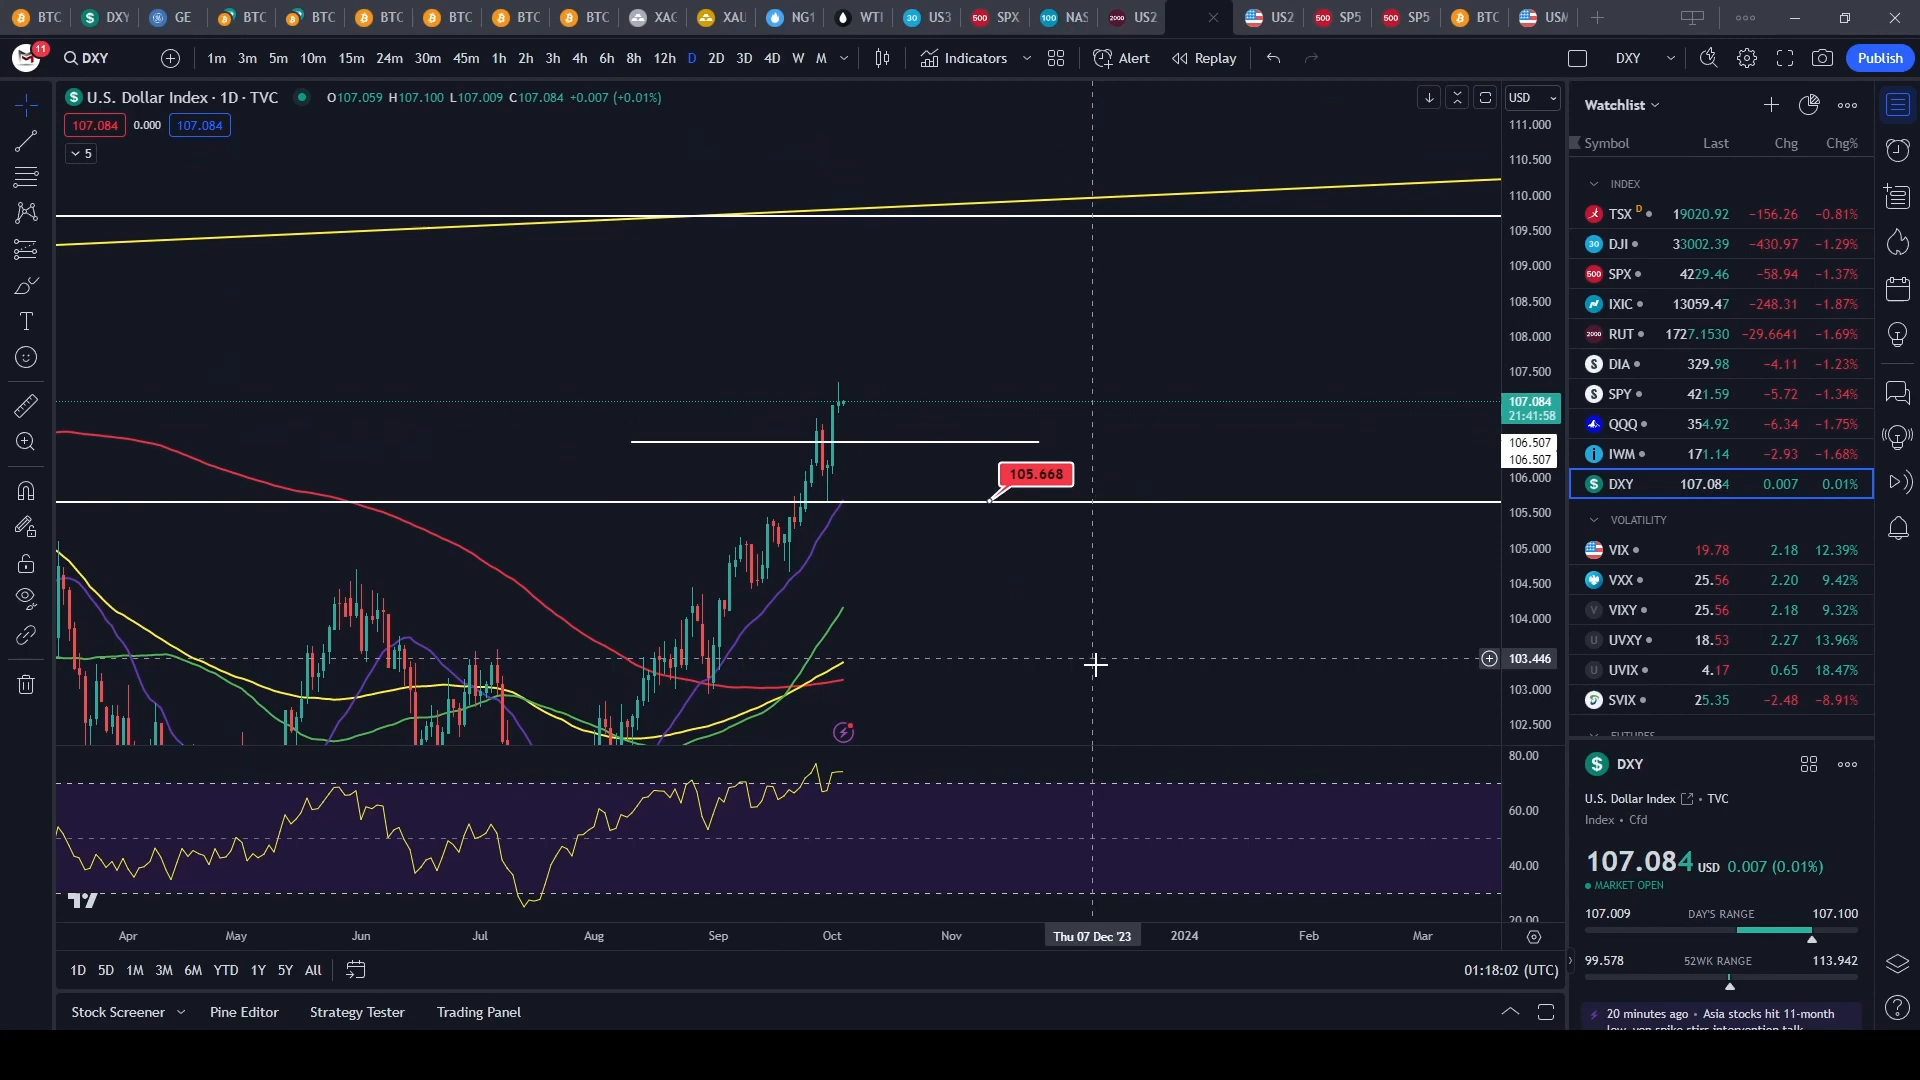 BTC DXY GE BTC BTC BTC BTC BTC BTC XAG XAU NG1 WTI US3 SPX NAS US2 US2 SP5 SP5 BTC USM
11 DXY 1m 3m 5m 10m 15m 24m 30m 45m 1h 2h 3h 4h 6h 8h 12h D 2D 3D 4D W M Indicators Alert Replay DXY Publish
U.S. Dollar Index · 1D · TVC O107.059 H107.100 L107.009 C107.084 +0.007 (+0.01%)
107.084 0.000 107.084
5
USD
111.000
110.500
110.000
109.500
109.000
108.500
108.000
107.500
107.084
21:41:58
106.507
106.507
106.000
105.500
105.000
104.500
104.000
103.446
103.000
102.500
105.668
80.00
60.00
40.00
20.00
Apr May Jun Jul Aug Sep Oct Nov Thu 07 Dec '23 2024 Feb Mar
1D 5D 1M 3M 6M YTD 1Y 5Y All 01:18:02 (UTC)
Stock Screener Pine Editor Strategy Tester Trading Panel
Watchlist
Symbol Last Chg Chg%
INDEX
TSX D 19020.92 −156.26 −0.81%
DJI 33002.39 −430.97 −1.29%
SPX 4229.46 −58.94 −1.37%
IXIC 13059.47 −248.31 −1.87%
RUT 1727.1530 −29.6641 −1.69%
DIA 329.98 −4.11 −1.23%
SPY 421.59 −5.72 −1.34%
QQQ 354.92 −6.34 −1.75%
IWM 171.14 −2.93 −1.68%
DXY 107.084 0.007 0.01%
VOLATILITY
VIX 19.78 2.18 12.39%
VXX 25.56 2.20 9.42%
VIXY 25.56 2.18 9.32%
UVXY 18.53 2.27 13.96%
UVIX 4.17 0.65 18.47%
SVIX 25.35 −2.48 −8.91%
FUTURES
DXY
U.S. Dollar Index • TVC
Index • Cfd
107.084 USD 0.007 (0.01%)
MARKET OPEN
107.009 DAY'S RANGE 107.100
99.578 52WK RANGE 113.942
20 minutes ago • Asia stocks hit 11-month
low, yen spike stirs intervention talk